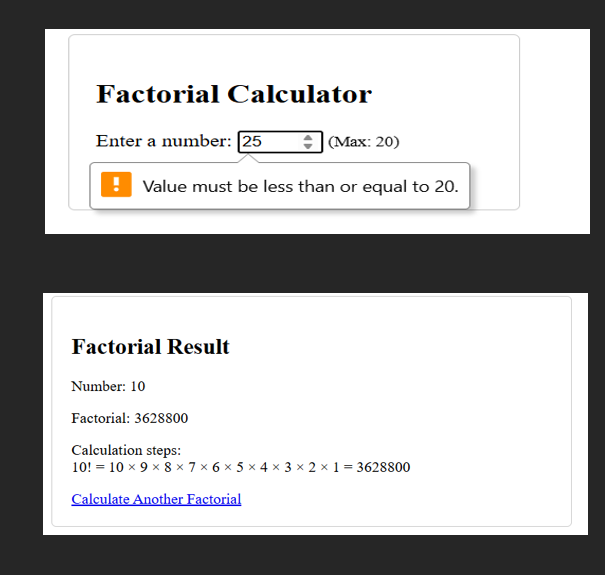 Factorial Calculator
Enter a number: 25 (Max: 20)
! Value must be less than or equal to 20.
Factorial Result
Number: 10
Factorial: 3628800
Calculation steps:
10! = 10 × 9 × 8 × 7 × 6 × 5 × 4 × 3 × 2 × 1 = 3628800
Calculate Another Factorial